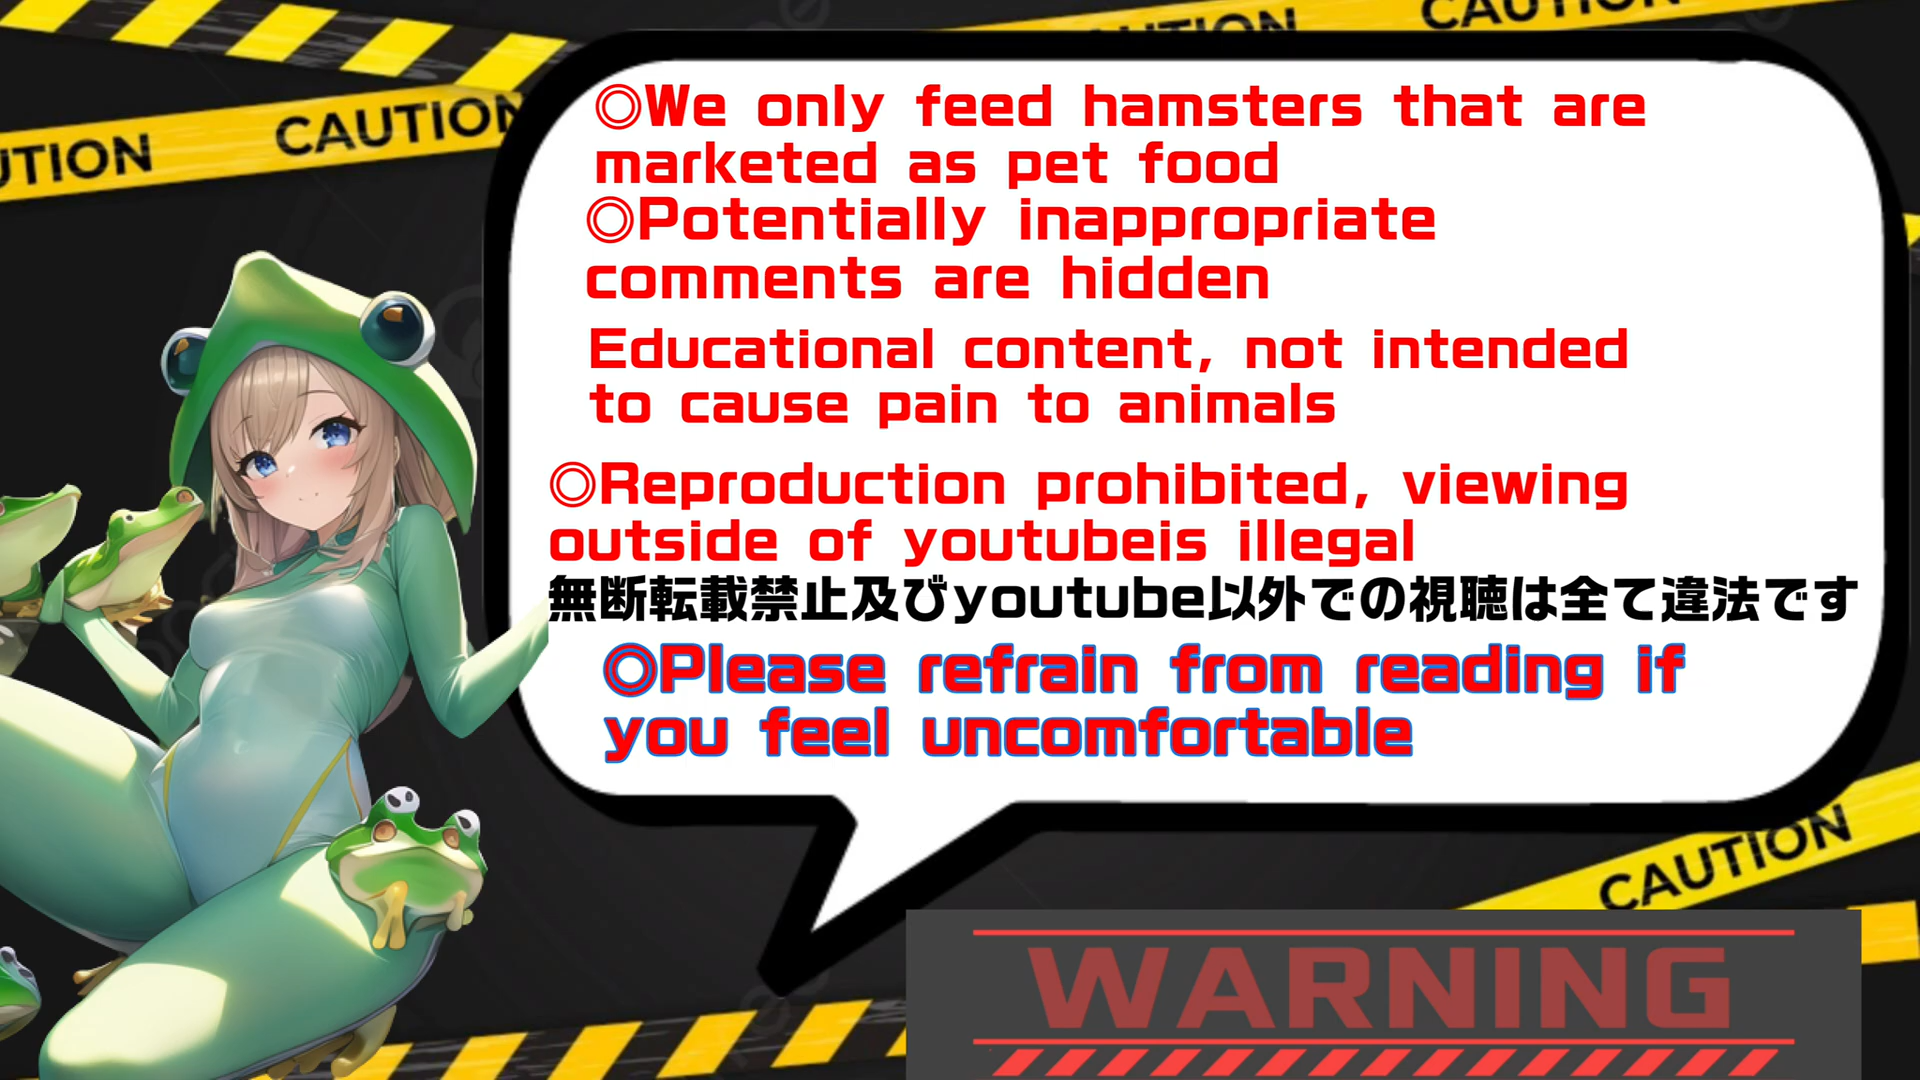 CAUTION
CAUTION
UTION
CAUTION
◎We only feed hamsters that are
marketed as pet food
◎Potentially inappropriate
comments are hidden
Educational content, not intended
to cause pain to animals
◎Reproduction prohibited, viewing
outside of youtubeis illegal
無断転載禁止及びyoutube以外での視聴は全て違法です
◎Please refrain from reading if
you feel uncomfortable
CAUTION
WARNING